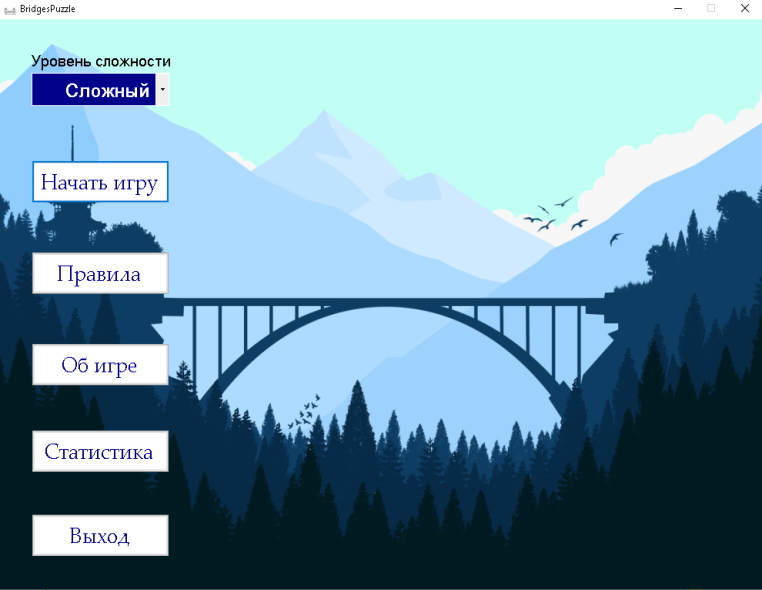 BridgesPuzzle
Уровень сложности
Сложный
Начать игру
Правила
Об игре
Статистика
Выход